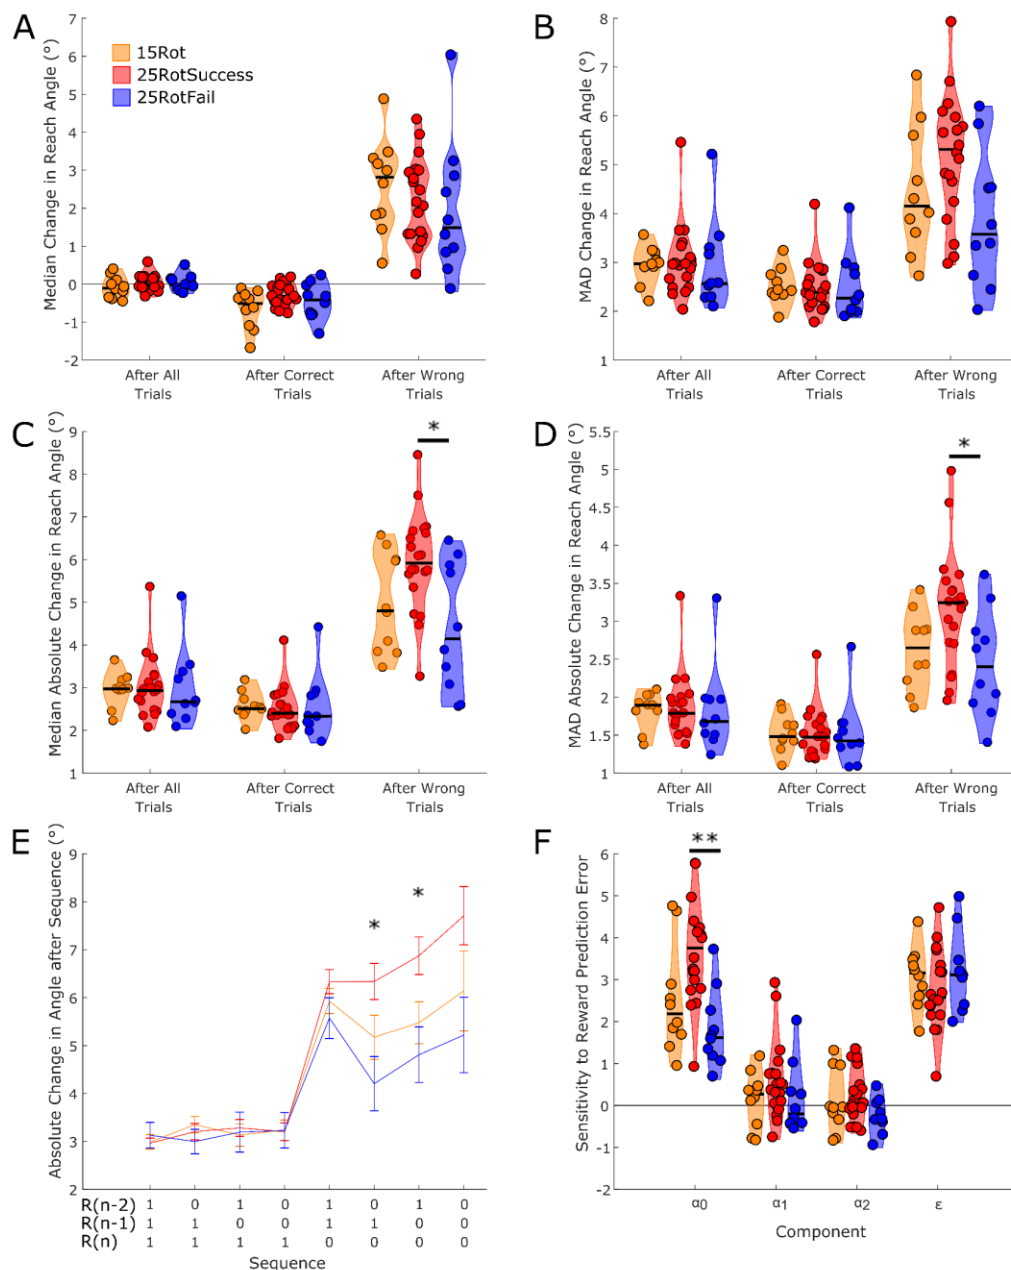 A
Median Change in Reach Angle (°)
7
6
5
4
3
2
1
0
-1
-2
15Rot
25RotSuccess
25RotFail
After All Trials
After Correct Trials
After Wrong Trials
B
MAD Change in Reach Angle (°)
8
7
6
5
4
3
2
1
After All Trials
After Correct Trials
After Wrong Trials
C
Median Absolute Change in Reach Angle (°)
9
8
7
6
5
4
3
2
1
*
After All Trials
After Correct Trials
After Wrong Trials
D
MAD Absolute Change in Reach Angle (°)
5.5
5
4.5
4
3.5
3
2.5
2
1.5
1
*
After All Trials
After Correct Trials
After Wrong Trials
E
Absolute Change in Angle after Sequence (°)
9
8
7
6
5
4
3
2
*
*
R(n-2) 1 0 1 0 1 0 1 0
R(n-1) 1 1 0 0 1 1 0 0
R(n) 1 1 1 1 0 0 0 0
Sequence
F
Sensitivity to Reward Prediction Error
6
5
4
3
2
1
0
-1
-2
**
α0
α1
α2
ε
Component